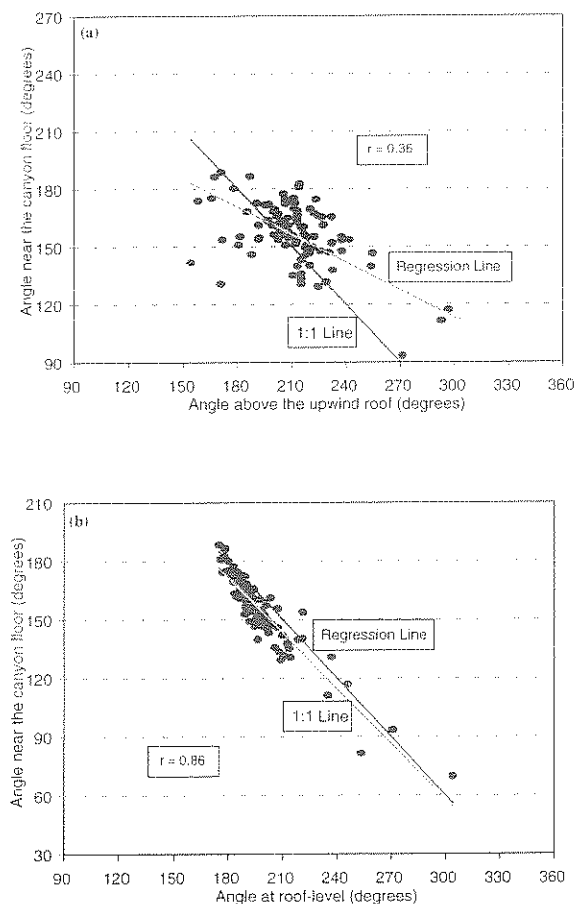 (a)
270
240
210
180
150
120
90
Angle near the canyon floor (degrees)
r = 0.36
Regression Line
1:1 Line
90 120 150 180 210 240 270 300 330 360
Angle above the upwind roof (degrees)
(b)
210
180
150
120
90
60
30
Angle near the canyon floor (degrees)
Regression Line
1:1 Line
r = 0.86
90 120 150 180 210 240 270 300 330 360
Angle at roof-level (degrees)